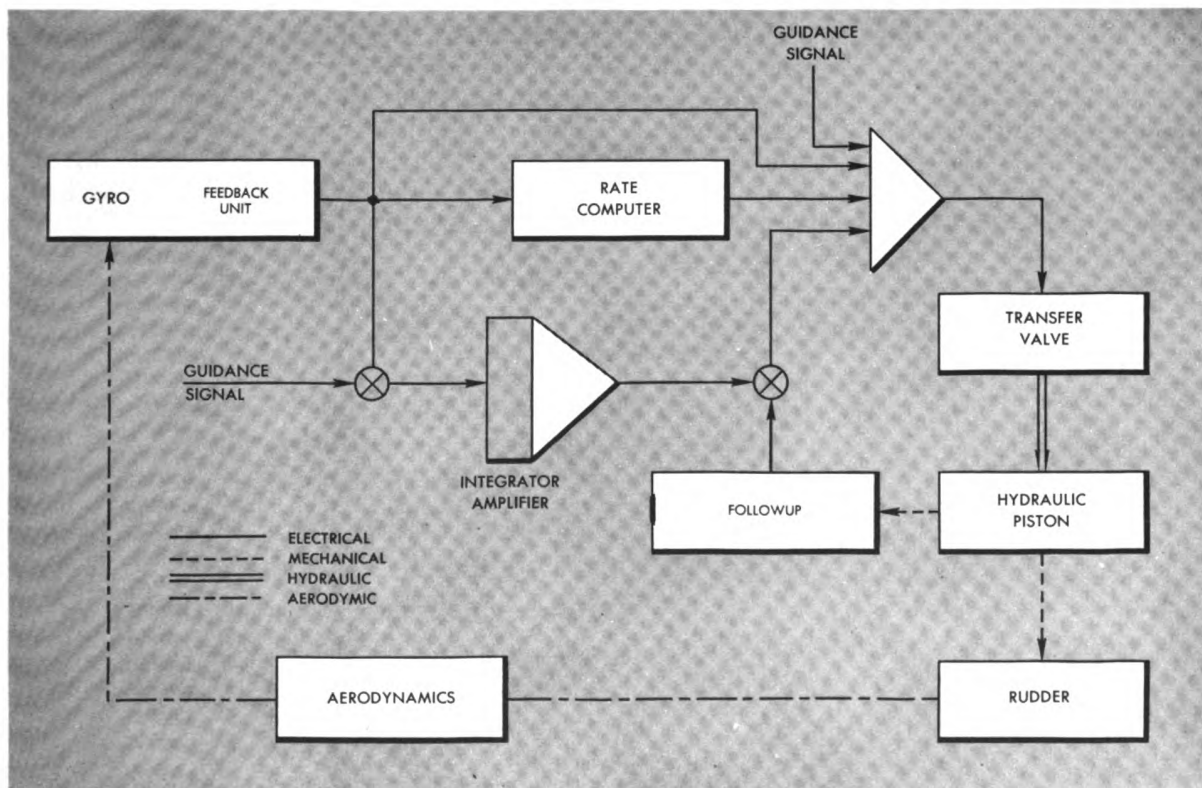 GUIDANCE
SIGNAL
GYRO
FEEDBACK
UNIT
RATE
COMPUTER
TRANSFER
VALVE
GUIDANCE
SIGNAL
INTEGRATOR
AMPLIFIER
FOLLOWUP
HYDRAULIC
PISTON
ELECTRICAL
MECHANICAL
HYDRAULIC
AERODYMIC
AERODYNAMICS
RUDDER